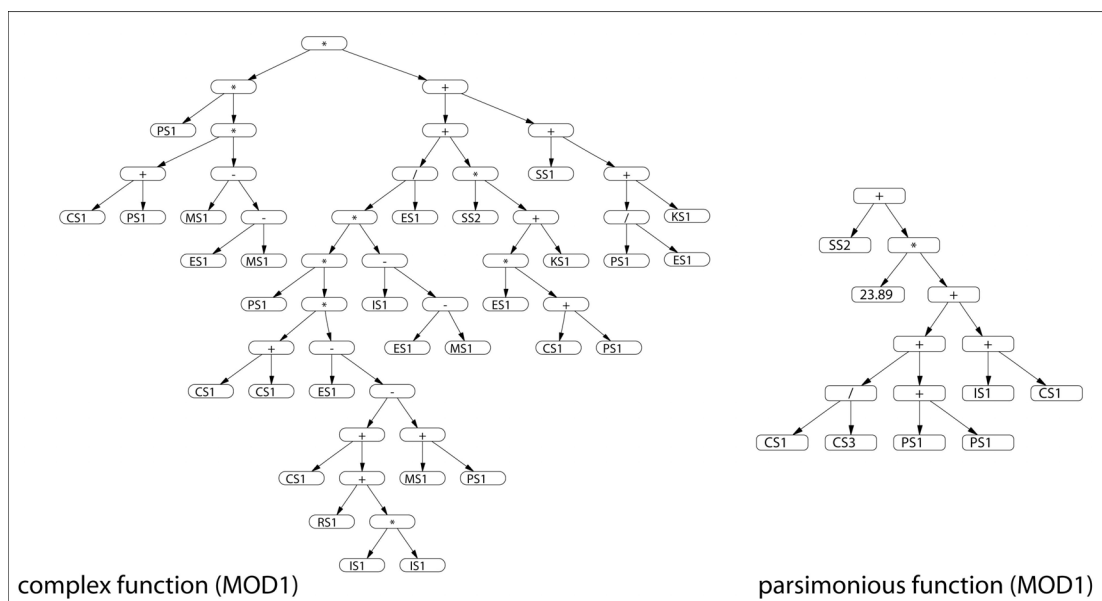 *
* +
PS1 * + +
+ - / * SS1 +
CS1 PS1 MS1 - * ES1 SS2 + / KS1
ES1 MS1 * - * KS1 PS1 ES1
PS1 * IS1 - ES1 +
+ - ES1 MS1 CS1 PS1
CS1 CS1 ES1 -
+ +
CS1 + MS1 PS1
RS1 *
IS1 IS1
complex function (MOD1)
+
SS2 *
23.89 +
+ +
/ + IS1 CS1
CS1 CS3 PS1 PS1
parsimonious function (MOD1)